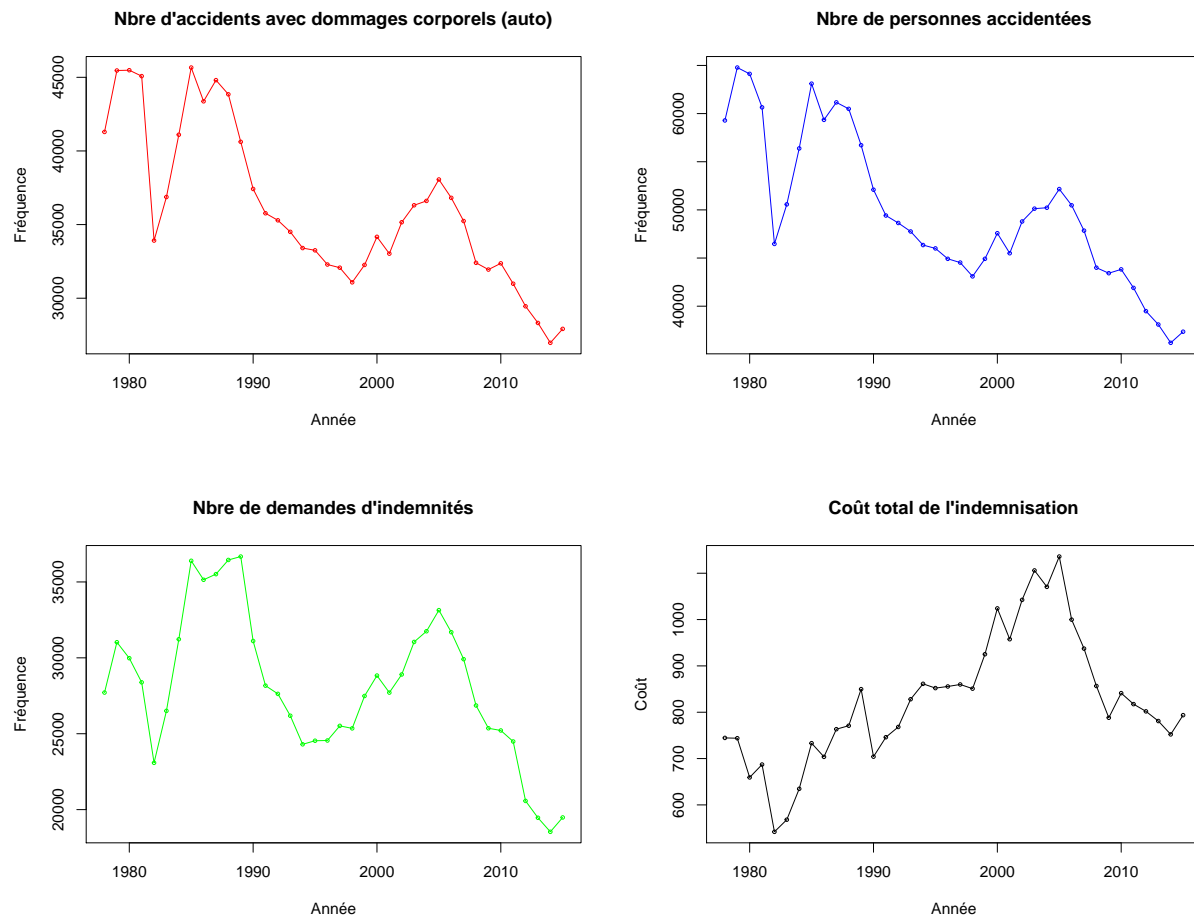 Nbre d'accidents avec dommages corporels (auto)
Fréquence
45000
40000
35000
30000
1980 1990 2000 2010
Année
Nbre de personnes accidentées
Fréquence
60000
50000
40000
1980 1990 2000 2010
Année
Nbre de demandes d'indemnités
Fréquence
35000
30000
25000
20000
1980 1990 2000 2010
Année
Coût total de l'indemnisation
Coût
1000
900
800
700
600
1980 1990 2000 2010
Année